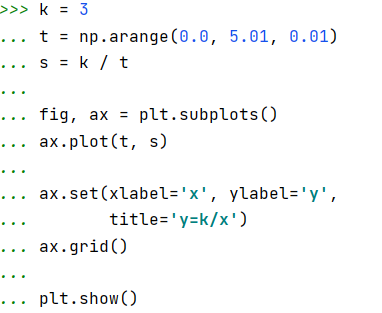 >>> k = 3
... t = np.arange(0.0, 5.01, 0.01)
... s = k / t
...
... fig, ax = plt.subplots()
... ax.plot(t, s)
...
... ax.set(xlabel='x', ylabel='y',
...        title='y=k/x')
... ax.grid()
...
... plt.show()